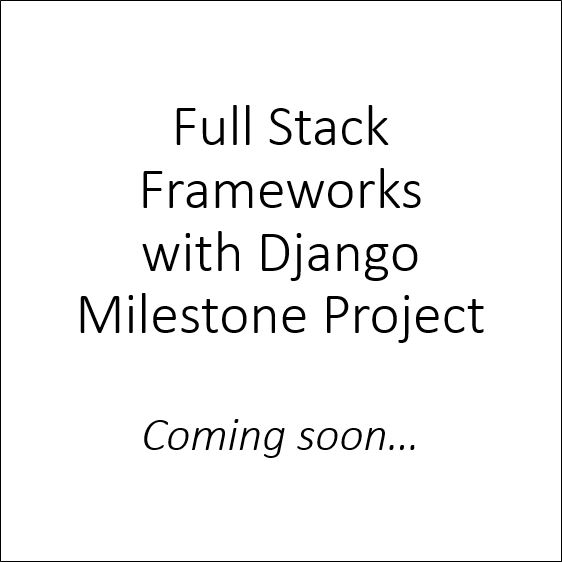 Full Stack
Frameworks
with Django
Milestone Project
Coming soon...